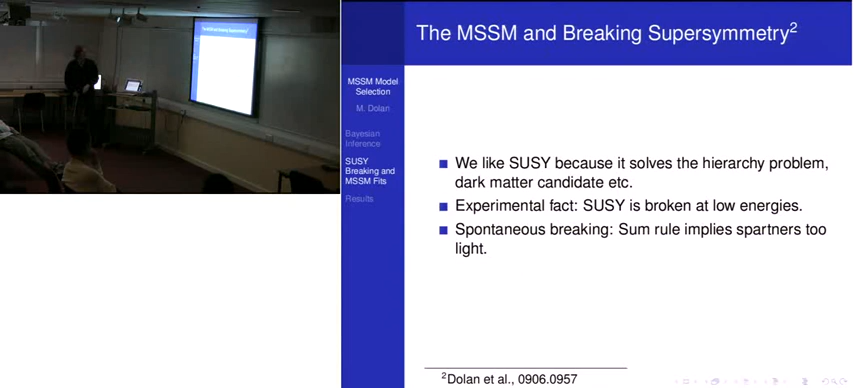 The MSSM and Breaking Supersymmetry2
MSSM Model
Selection
M. Dolan
Bayesian
Inference
SUSY
Breaking and
MSSM Fits
Results
We like SUSY because it solves the hierarchy problem,
dark matter candidate etc.
Experimental fact: SUSY is broken at low energies.
Spontaneous breaking: Sum rule implies spartners too
light.
2Dolan et al., 0906.0957